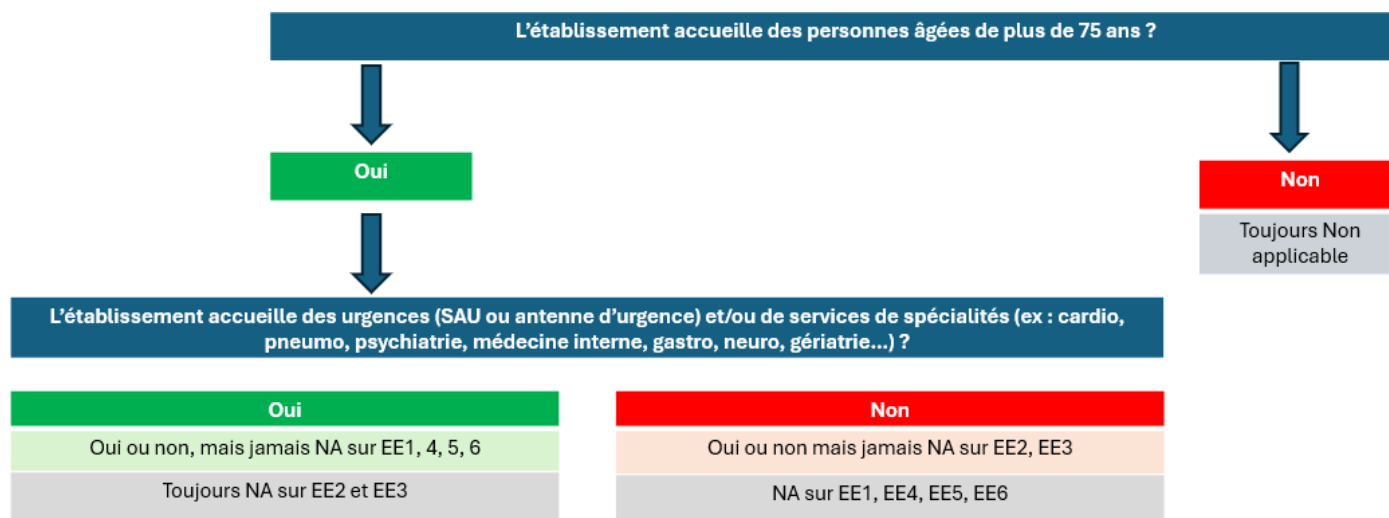 L'établissement accueille des personnes âgées de plus de 75 ans ?
Oui
Non
Toujours Non
applicable
L'établissement accueille des urgences (SAU ou antenne d'urgence) et/ou de services de spécialités (ex : cardio,
pneumo, psychiatrie, médecine interne, gastro, neuro, gériatrie...) ?
Oui
Oui ou non, mais jamais NA sur EE1, 4, 5, 6
Toujours NA sur EE2 et EE3
Non
Oui ou non mais jamais NA sur EE2, EE3
NA sur EE1, EE4, EE5, EE6